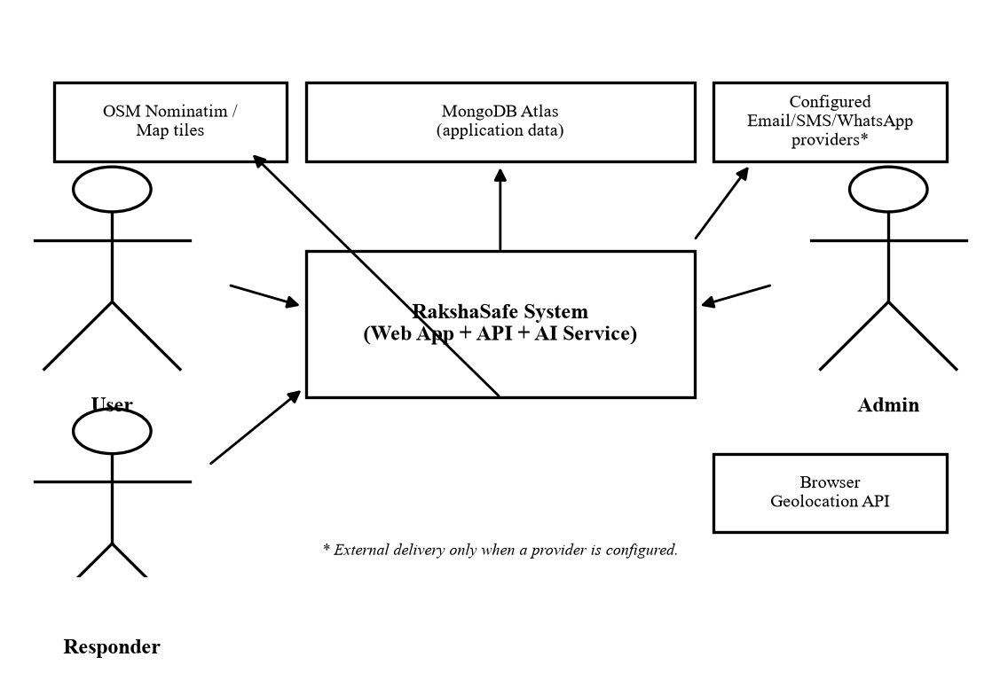 OSM Nominatim /
Map tiles
MongoDB Atlas
(application data)
Configured
Email/SMS/WhatsApp
providers*
RakshaSafe System
(Web App + API + AI Service)
User
Admin
Browser
Geolocation API
* External delivery only when a provider is configured.
Responder